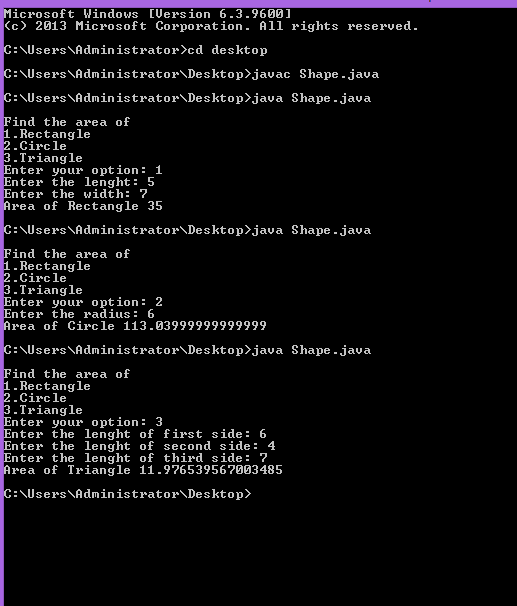 Microsoft Windows [Version 6.3.9600]
(c) 2013 Microsoft Corporation. All rights reserved.
C:\Users\Administrator>cd desktop
C:\Users\Administrator\Desktop>javac Shape.java
C:\Users\Administrator\Desktop>java Shape.java
Find the area of
1.Rectangle
2.Circle
3.Triangle
Enter your option: 1
Enter the lenght: 5
Enter the width: 7
Area of Rectangle 35
C:\Users\Administrator\Desktop>java Shape.java
Find the area of
1.Rectangle
2.Circle
3.Triangle
Enter your option: 2
Enter the radius: 6
Area of Circle 113.03999999999999
C:\Users\Administrator\Desktop>java Shape.java
Find the area of
1.Rectangle
2.Circle
3.Triangle
Enter your option: 3
Enter the lenght of first side: 6
Enter the lenght of second side: 4
Enter the lenght of third side: 7
Area of Triangle 11.976539567003485
C:\Users\Administrator\Desktop>